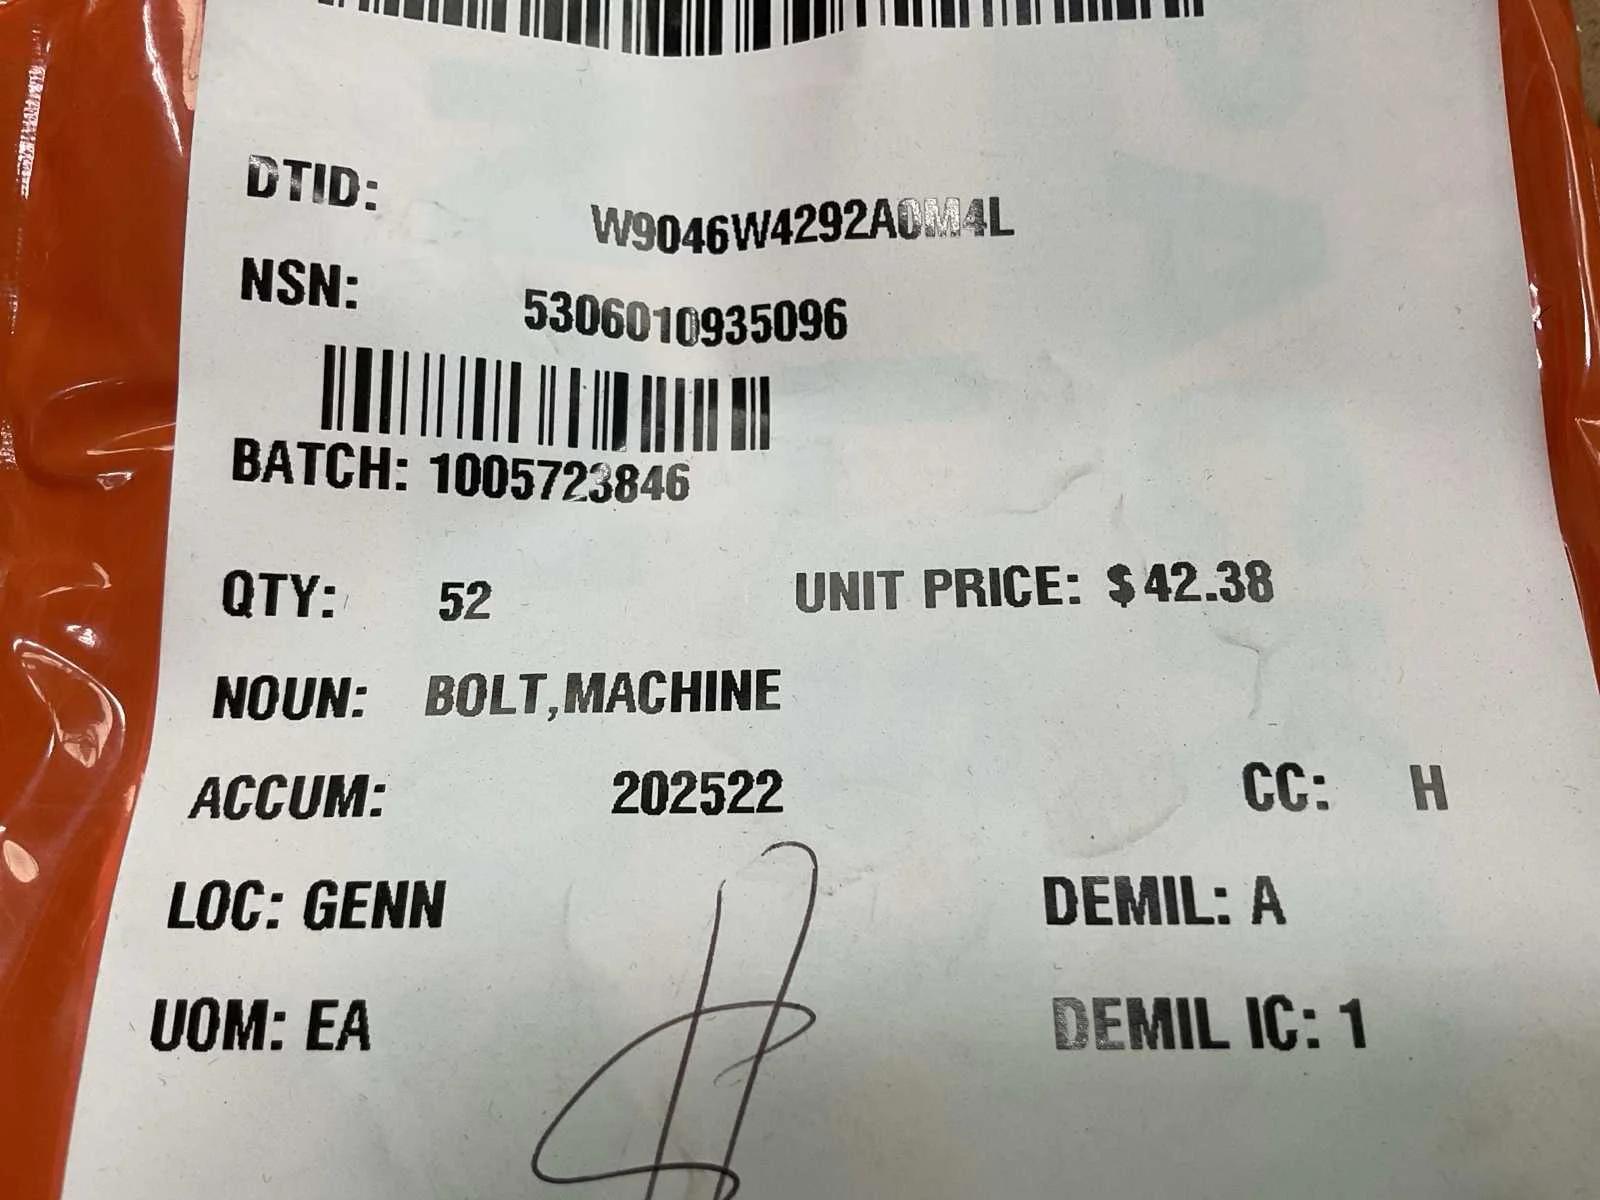 DTID: W9046W4292A0M4L
NSN: 5306010935096
BATCH: 1005723846
QTY: 52 UNIT PRICE: $ 42.38
NOUN: BOLT,MACHINE
ACCUM: 202522 CC: H
LOC: GENN DEMIL: A
UOM: EA DEMIL IC: 1